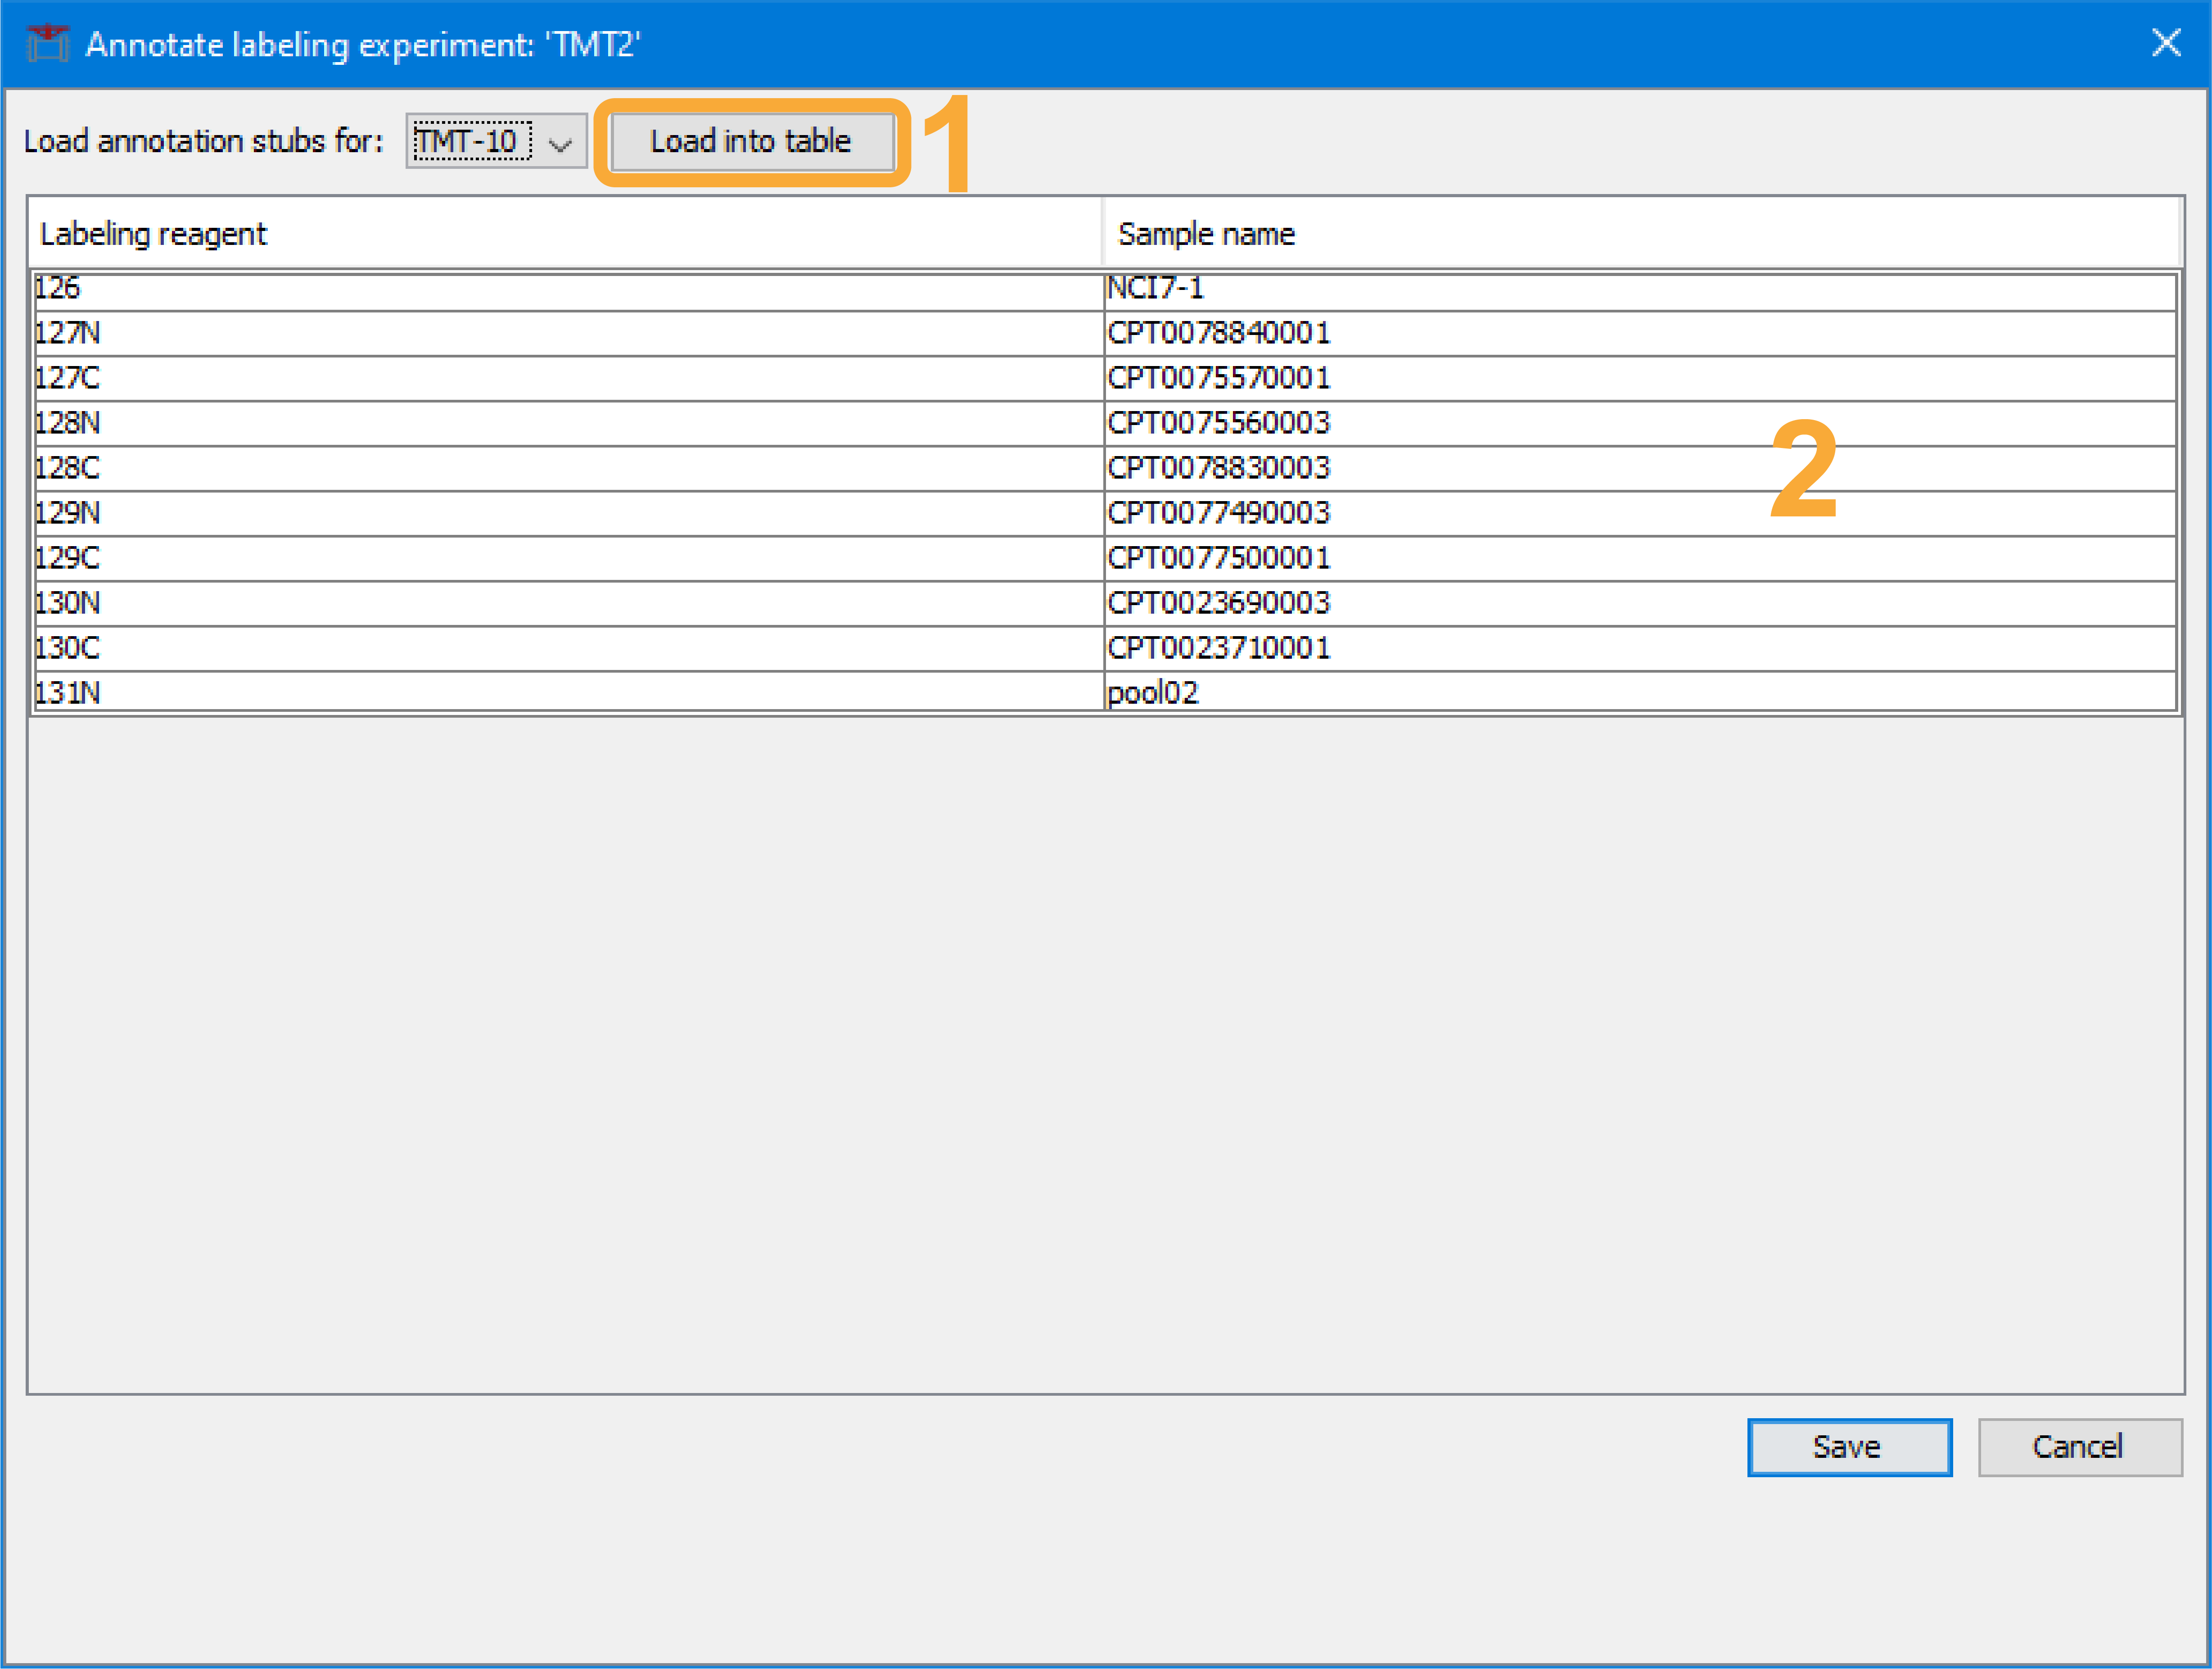 Annotate labeling experiment: 'TMT2'
Load annotation stubs for: TMT-10 Load into table 1
Labeling reagent Sample name
126 NCI7-1
127N CPT0078840001
127C CPT0075570001
128N CPT0075560003
128C CPT0078830003 2
129N CPT0077490003
129C CPT0077500001
130N CPT0023690003
130C CPT0023710001
131N pool02
Save Cancel